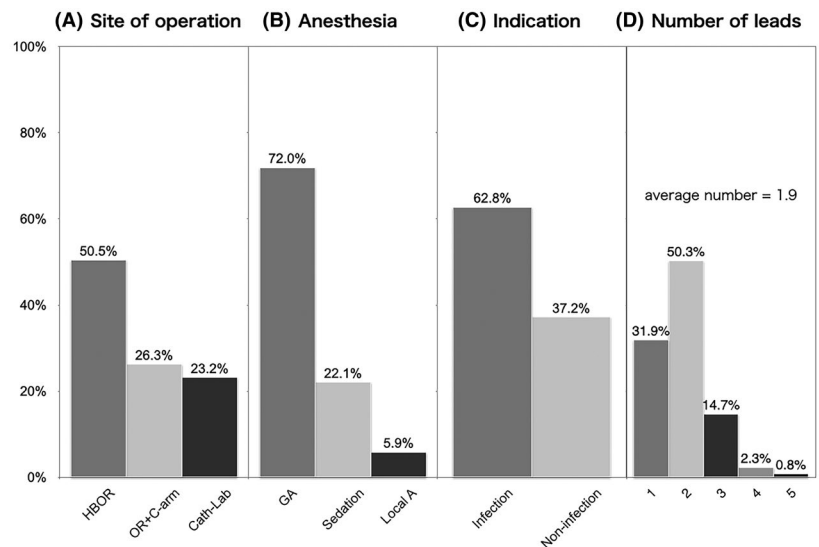 (A) Site of operation (B) Anesthesia (C) Indication (D) Number of leads
100%
80%
60%
40%
20%
0%
50.5%
26.3%
23.2%
HBOR
OR+C-arm
Cath-Lab
72.0%
22.1%
5.9%
GA
Sedation
Local A
62.8%
37.2%
Infection
Non-infection
average number = 1.9
31.9%
50.3%
14.7%
2.3%
0.8%
1
2
3
4
5